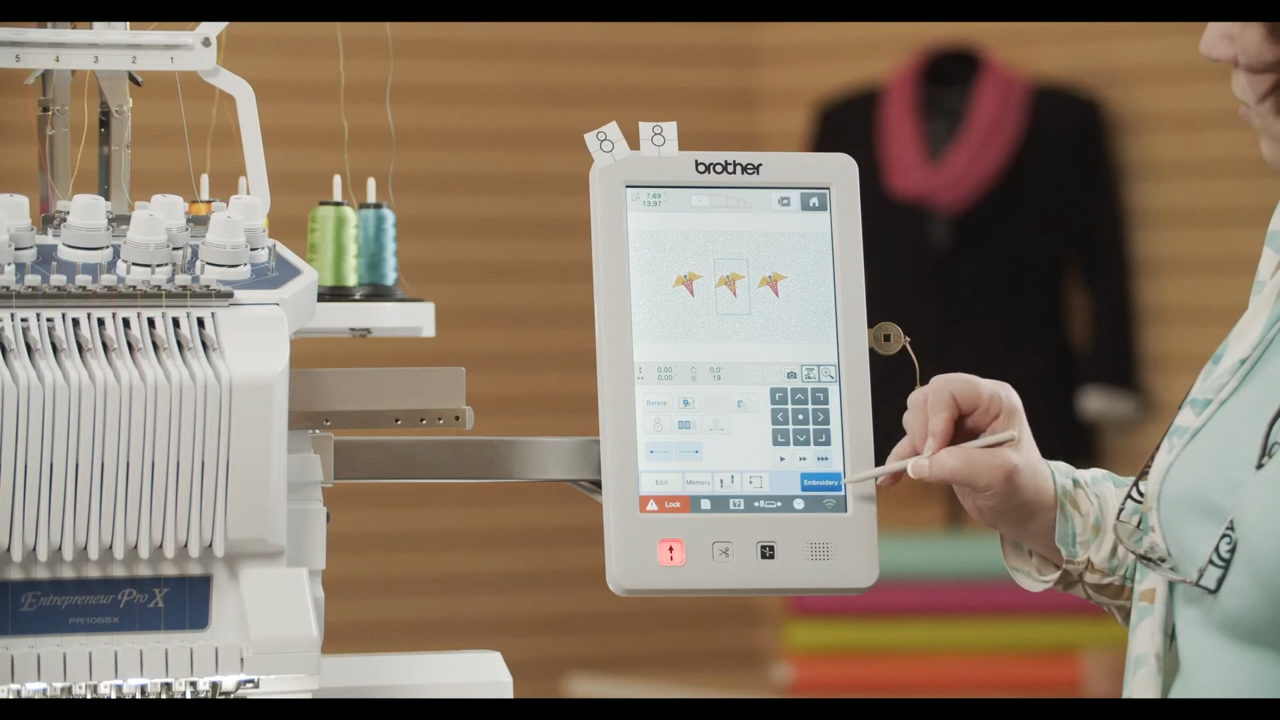 5 4 3 2 1
8 8
brother
7.69"
13.97"
0.00 0.0°
0.00 19
Rotate
Edit Memory Embroidery
Lock
Entrepreneur Pro X
PR1055X